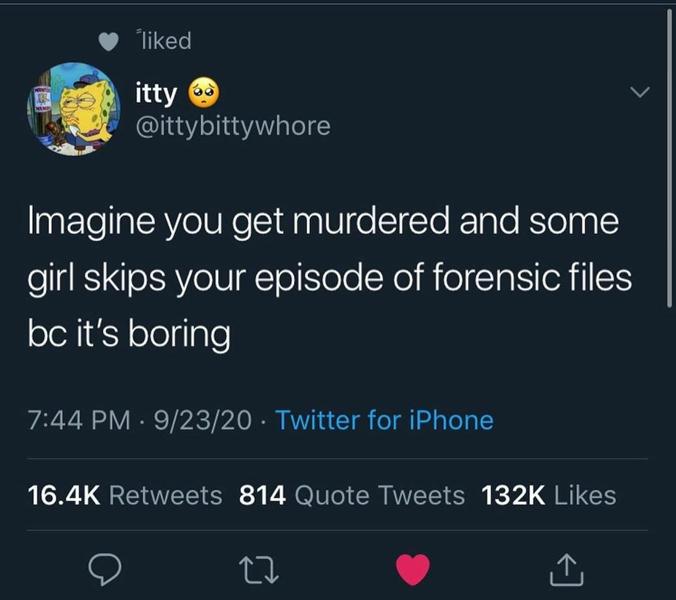 liked
itty 🥺
@ittybittywhore
Imagine you get murdered and some
girl skips your episode of forensic files
bc it's boring
7:44 PM · 9/23/20 · Twitter for iPhone
16.4K Retweets 814 Quote Tweets 132K Likes